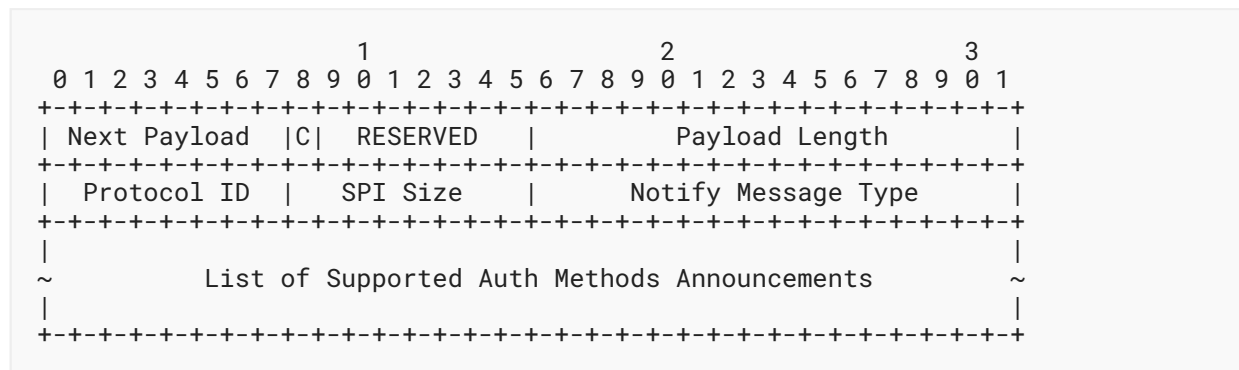 1                   2                   3
 0 1 2 3 4 5 6 7 8 9 0 1 2 3 4 5 6 7 8 9 0 1 2 3 4 5 6 7 8 9 0 1
+-+-+-+-+-+-+-+-+-+-+-+-+-+-+-+-+-+-+-+-+-+-+-+-+-+-+-+-+-+-+-+-+
| Next Payload  |C|  RESERVED   |         Payload Length        |
+-+-+-+-+-+-+-+-+-+-+-+-+-+-+-+-+-+-+-+-+-+-+-+-+-+-+-+-+-+-+-+-+
|  Protocol ID  |   SPI Size    |      Notify Message Type      |
+-+-+-+-+-+-+-+-+-+-+-+-+-+-+-+-+-+-+-+-+-+-+-+-+-+-+-+-+-+-+-+-+
|                                                               |
~          List of Supported Auth Methods Announcements         ~
|                                                               |
+-+-+-+-+-+-+-+-+-+-+-+-+-+-+-+-+-+-+-+-+-+-+-+-+-+-+-+-+-+-+-+-+